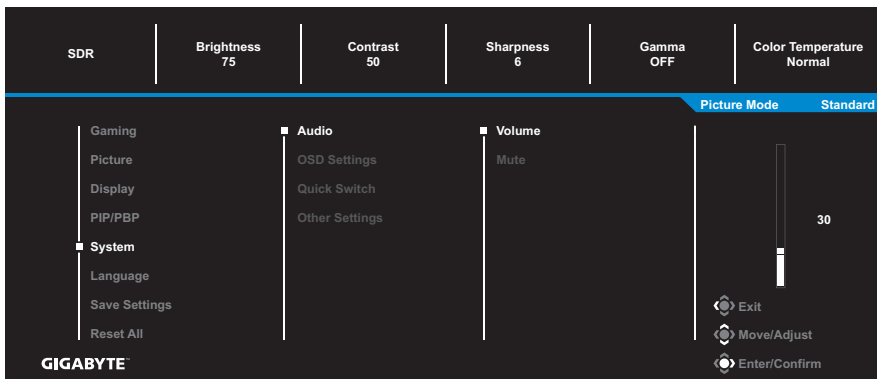 SDR
Brightness
75
Contrast
50
Sharpness
6
Gamma
OFF
Color Temperature
Normal
Picture Mode Standard
Gaming
Picture
Display
PIP/PBP
System
Language
Save Settings
Reset All
Audio
OSD Settings
Quick Switch
Other Settings
Volume
Mute
30
Exit
Move/Adjust
Enter/Confirm
GIGABYTE™